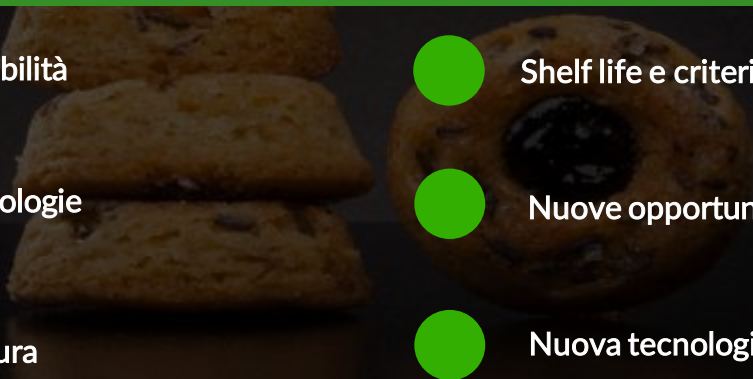 bilità
ologie
ura
Shelf life e criteri
Nuove opportun
Nuova tecnologi